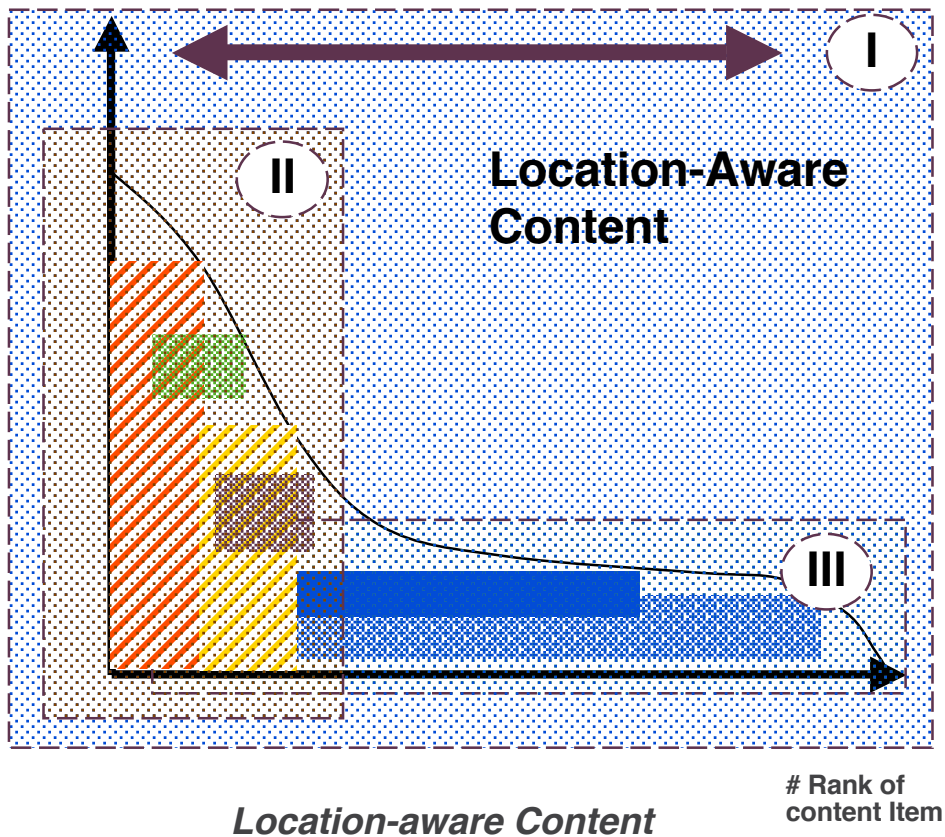 I
II
Location-Aware
Content
III
# Rank of
content Item
Location-aware Content